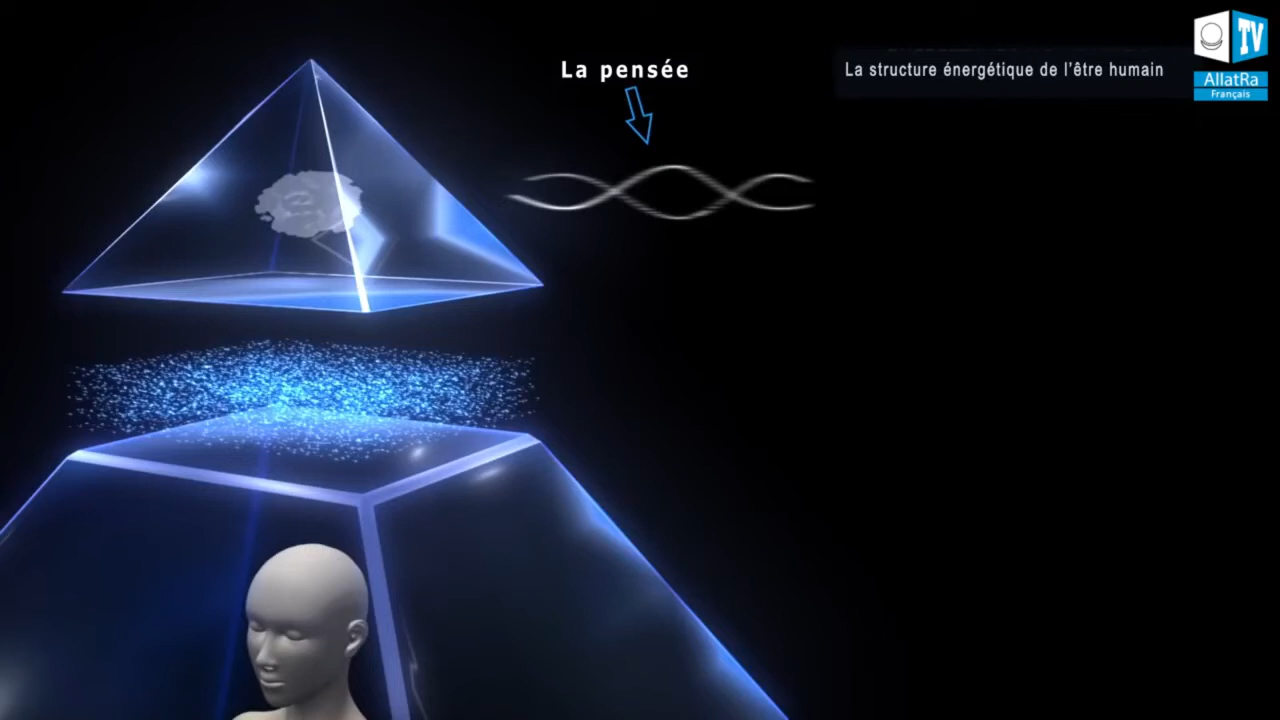 La pensée
La structure énergétique de l'être humain
TV
AllatRa
Français